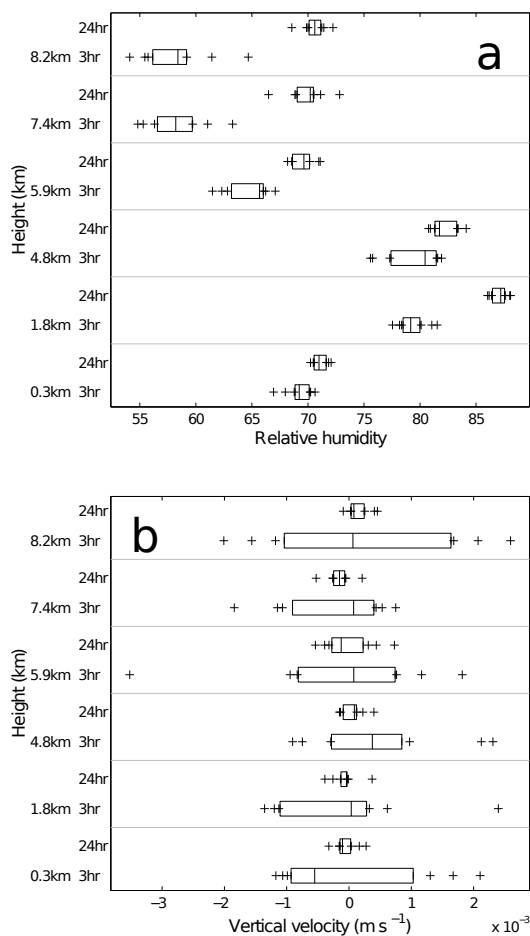 a
24hr
8.2km 3hr
24hr
7.4km 3hr
24hr
5.9km 3hr
24hr
4.8km 3hr
24hr
1.8km 3hr
24hr
0.3km 3hr
Height (km)
55 60 65 70 75 80 85
Relative humidity
b
24hr
8.2km 3hr
24hr
7.4km 3hr
24hr
5.9km 3hr
24hr
4.8km 3hr
24hr
1.8km 3hr
24hr
0.3km 3hr
Height (km)
−3 −2 −1 0 1 2
Vertical velocity (m s⁻¹) x 10⁻³